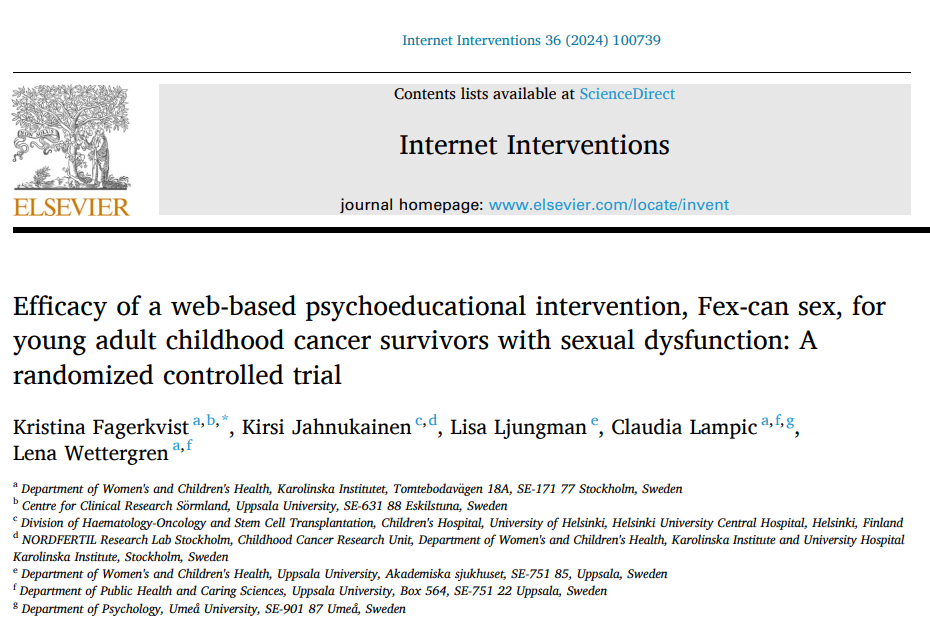 Internet Interventions 36 (2024) 100739
Contents lists available at ScienceDirect
Internet Interventions
ELSEVIER
journal homepage: www.elsevier.com/locate/invent
Efficacy of a web-based psychoeducational intervention, Fex-can sex, for
young adult childhood cancer survivors with sexual dysfunction: A
randomized controlled trial
Kristina Fagerkvist a,b,*, Kirsi Jahnukainen c,d, Lisa Ljungman e, Claudia Lampic a,f,g,
Lena Wettergren a,f
a Department of Women's and Children's Health, Karolinska Institutet, Tomtebodavägen 18A, SE-171 77 Stockholm, Sweden
b Centre for Clinical Research Sörmland, Uppsala University, SE-631 88 Eskilstuna, Sweden
c Division of Haematology-Oncology and Stem Cell Transplantation, Children's Hospital, University of Helsinki, Helsinki University Central Hospital, Helsinki, Finland
d NORDFERTIL Research Lab Stockholm, Childhood Cancer Research Unit, Department of Women's and Children's Health, Karolinska Institute and University Hospital
Karolinska Institute, Stockholm, Sweden
e Department of Women's and Children's Health, Uppsala University, Akademiska sjukhuset, SE-751 85, Uppsala, Sweden
f Department of Public Health and Caring Sciences, Uppsala University, Box 564, SE-751 22 Uppsala, Sweden
g Department of Psychology, Umeå University, SE-901 87 Umeå, Sweden